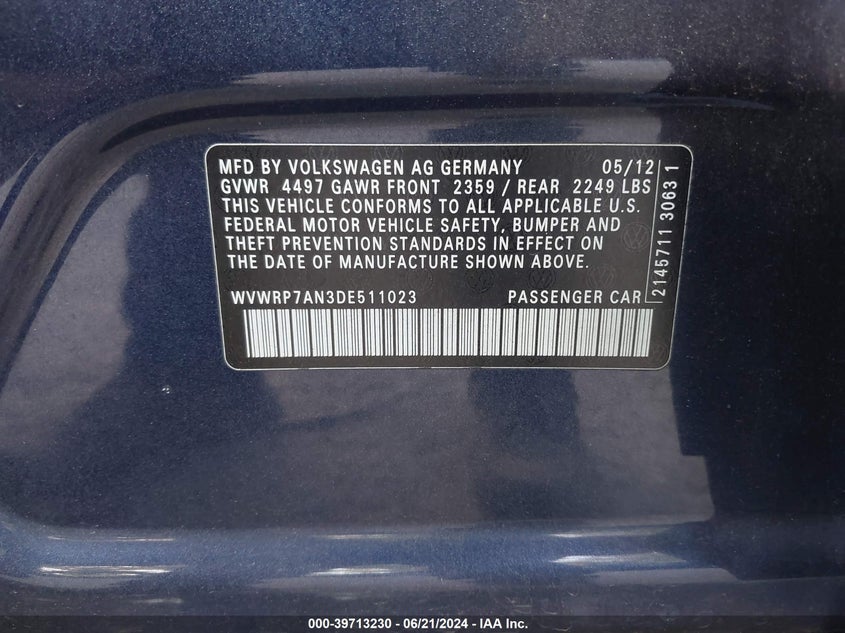 MFD BY VOLKSWAGEN AG GERMANY 05/12
GVWR 4497 GAWR FRONT 2359 / REAR 2249 LBS
THIS VEHICLE CONFORMS TO ALL APPLICABLE U.S.
FEDERAL MOTOR VEHICLE SAFETY, BUMPER AND
THEFT PREVENTION STANDARDS IN EFFECT ON
THE DATE OF MANUFACTURE SHOWN ABOVE.
WVWRP7AN3DE511023 PASSENGER CAR
2145711 3063 1
000-39713230 - 06/21/2024 - IAA Inc.